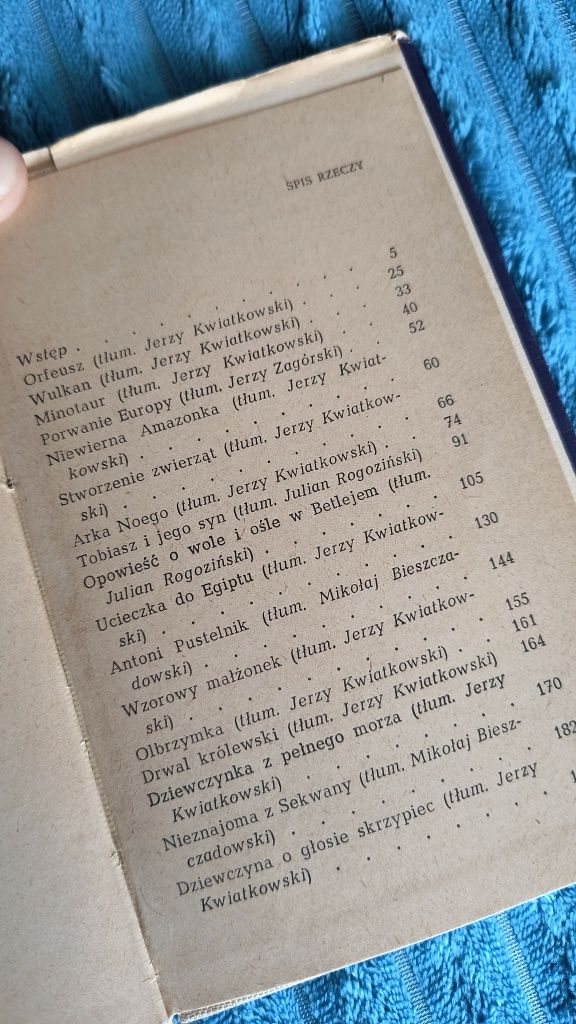 SPIS RZECZY
Wstęp . . . . . . . . . . 5
Orfeusz (tłum. Jerzy Kwiatkowski) . . . 25
Wulkan (tłum. Jerzy Kwiatkowski) . . . 33
Minotaur (tłum. Jerzy Kwiatkowski) . . 40
Porwanie Europy (tłum. Jerzy Zagórski) . . 52
Niewierna Amazonka (tłum. Jerzy Kwiat-
kowski) . . . . . . . . . 60
Stworzenie zwierząt (tłum. Jerzy Kwiatkow-
ski) . . . . . . . . . . 66
Arka Noego (tłum. Jerzy Kwiatkowski) . . 74
Tobiasz i jego syn (tłum. Julian Rogoziński) 91
Opowieść o wole i ośle w Betlejem (tłum.
Julian Rogoziński) . . . . . . 105
Ucieczka do Egiptu (tłum. Jerzy Kwiatkow-
ski) . . . . . . . . . . 130
Antoni Pustelnik (tłum. Mikołaj Bieszcza-
dowski) . . . . . . . . . 144
Wzorowy małżonek (tłum. Jerzy Kwiatkow-
ski) . . . . . . . . . . 155
Olbrzymka (tłum. Jerzy Kwiatkowski) . . 161
Drwal królewski (tłum. Jerzy Kwiatkowski) 164
Dziewczynka z pełnego morza (tłum. Jerzy
Kwiatkowski) . . . . . . . 170
Nieznajoma z Sekwany (tłum. Mikołaj Biesz-
czadowski) . . . . . . . . 182
Dziewczyna o głosie skrzypiec (tłum. Jerzy
Kwiatkowski) . . . . . . .